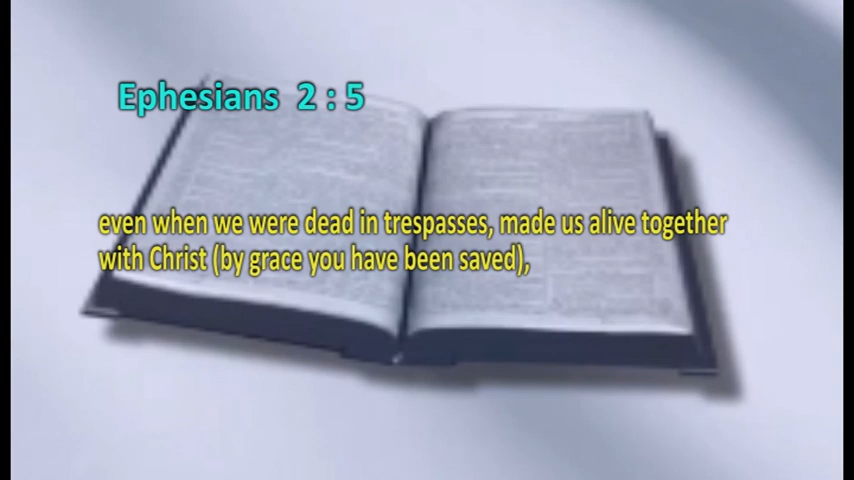 Ephesians 2 : 5
even when we were dead in trespasses, made us alive together
with Christ (by grace you have been saved),